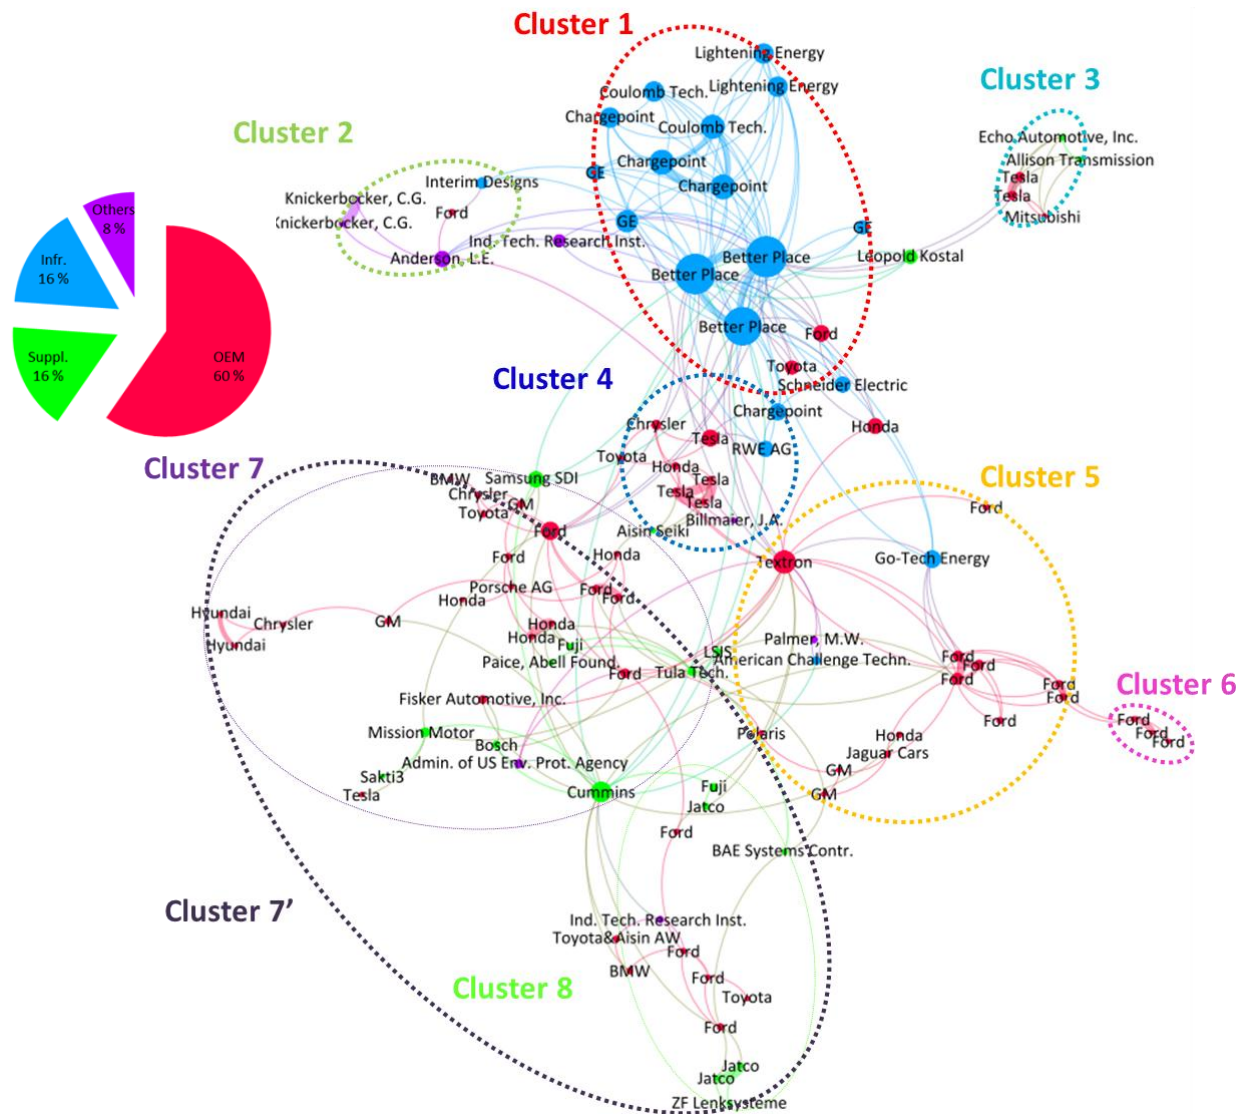 Cluster 1
Lightening Energy
Cluster 3
Coulomb Tech.
Lightening Energy
Chargepoint
Cluster 2
Coulomb Tech.
Echo Automotive, Inc.
Chargepoint
Allison Transmission
GE
Tesla
Interim Designs
Chargepoint
Tesla
Knickerbocker, C.G.
Others
8 %
Ford
Mitsubishi
Knickerbocker, C.G.
GE
GE
Ind. Tech. Research Inst.
Anderson, L.E.
Better Place
Leopold Kostal
Infr.
16 %
Better Place
Better Place
Ford
Suppl.
16 %
OEM
60 %
Toyota
Cluster 4
Schneider Electric
Chargepoint
Chrysler
Honda
Tesla
RWE AG
Toyota
Cluster 7
Honda
Cluster 5
BMW
Samsung SDI
Tesla
Chrysler
Tesla
Tesla
GM
Ford
Toyota
Billmaier, J.A.
Ford
Aisin Seiki
Ford
Honda
Textron
Go-Tech Energy
Porsche AG
Ford
Honda
Ford
Hyundai
Chrysler
GM
Honda
Honda
Palmer, M.W.
Hyundai
Fuji
LSIS
American Challenge Techn.
Ford
Paice, Abell Found.
Ford
Tula Tech.
Ford
Ford
Cluster 6
Ford
Fisker Automotive, Inc.
Ford
Ford
Ford
Mission Motor
Polaris
Honda
Ford
Bosch
Ford
Jaguar Cars
Admin. of US Env. Prot. Agency
GM
Sakti3
Tesla
Cummins
Fuji
GM
Jatco
Ford
BAE Systems Contr.
Cluster 7’
Ind. Tech. Research Inst.
Toyota&Aisin AW
Ford
BMW
Ford
Cluster 8
Toyota
Ford
Jatco
Jatco
ZF Lenksysteme